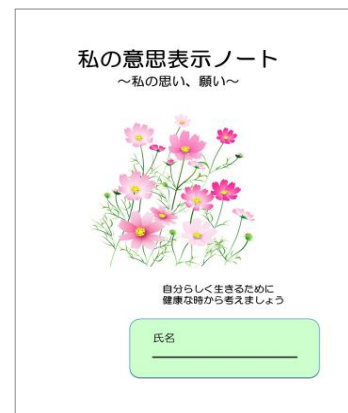 私の意思表示ノート
～私の思い、願い～
自分らしく生きるために
健康な時から考えましょう
氏名